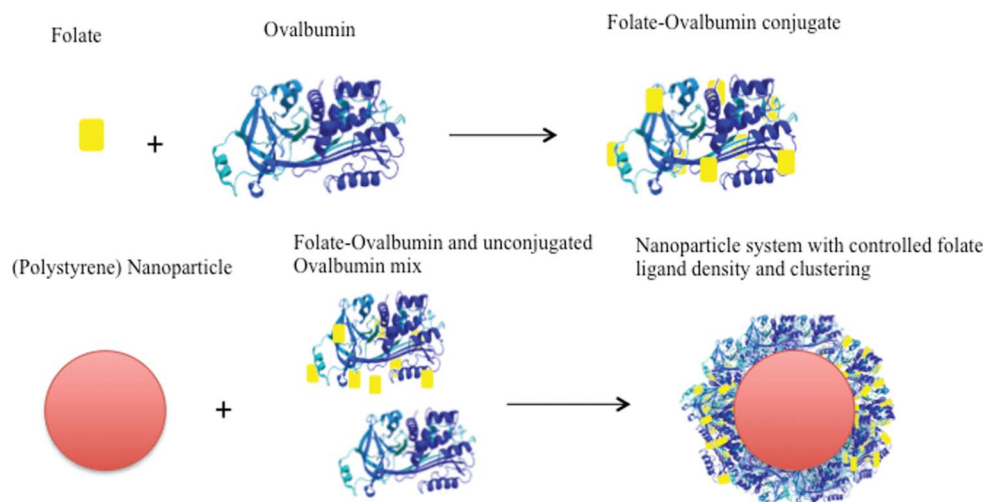 Folate
Ovalbumin
Folate-Ovalbumin conjugate
+
(Polystyrene) Nanoparticle
Folate-Ovalbumin and unconjugated
Ovalbumin mix
Nanoparticle system with controlled folate
ligand density and clustering
+